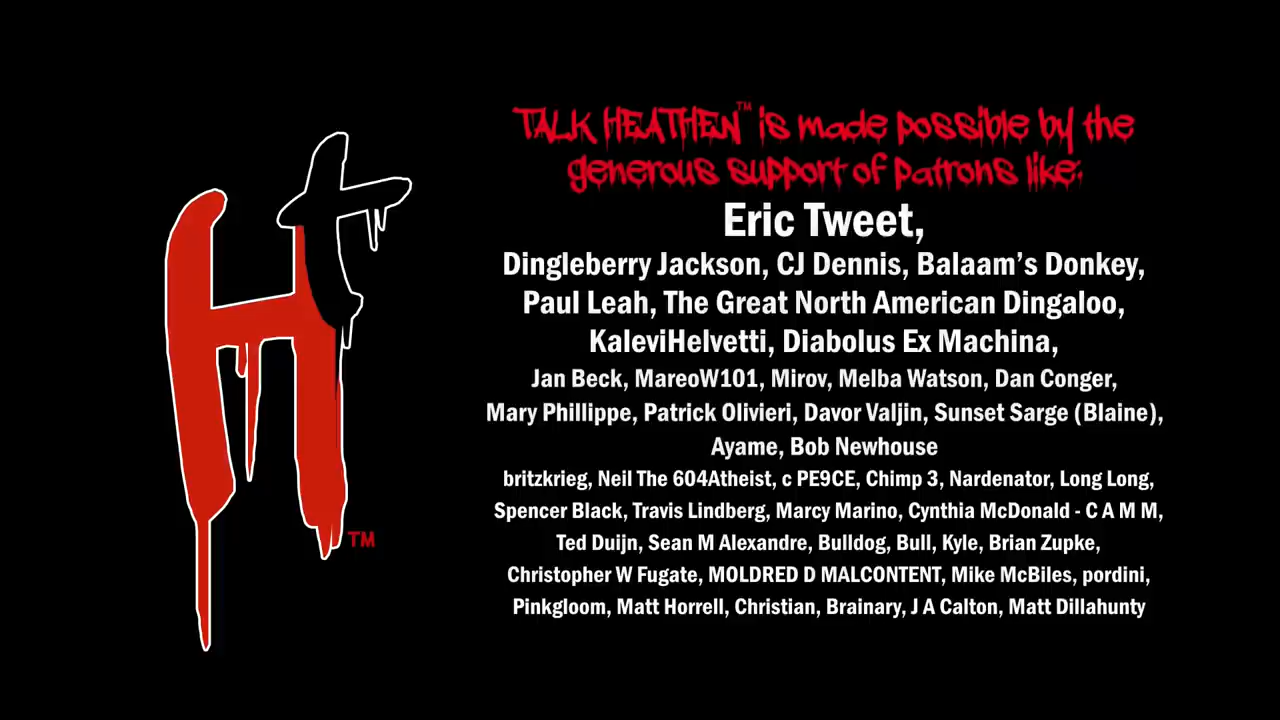 TALK HEATHEN™ is made possible by the
generous support of patrons like:
Eric Tweet,
Dingleberry Jackson, CJ Dennis, Balaam's Donkey,
Paul Leah, The Great North American Dingaloo,
KaleviHelvetti, Diabolus Ex Machina,
Jan Beck, MareoW101, Mirov, Melba Watson, Dan Conger,
Mary Phillippe, Patrick Olivieri, Davor Valjin, Sunset Sarge (Blaine),
Ayame, Bob Newhouse
britzkrieg, Neil The 604Atheist, c PE9CE, Chimp 3, Nardenator, Long Long,
Spencer Black, Travis Lindberg, Marcy Marino, Cynthia McDonald - C A M M,
Ted Duijn, Sean M Alexandre, Bulldog, Bull, Kyle, Brian Zupke,
Christopher W Fugate, MOLDRED D MALCONTENT, Mike McBiles, pordini,
Pinkgloom, Matt Horrell, Christian, Brainary, J A Calton, Matt Dillahunty
Ht
TM